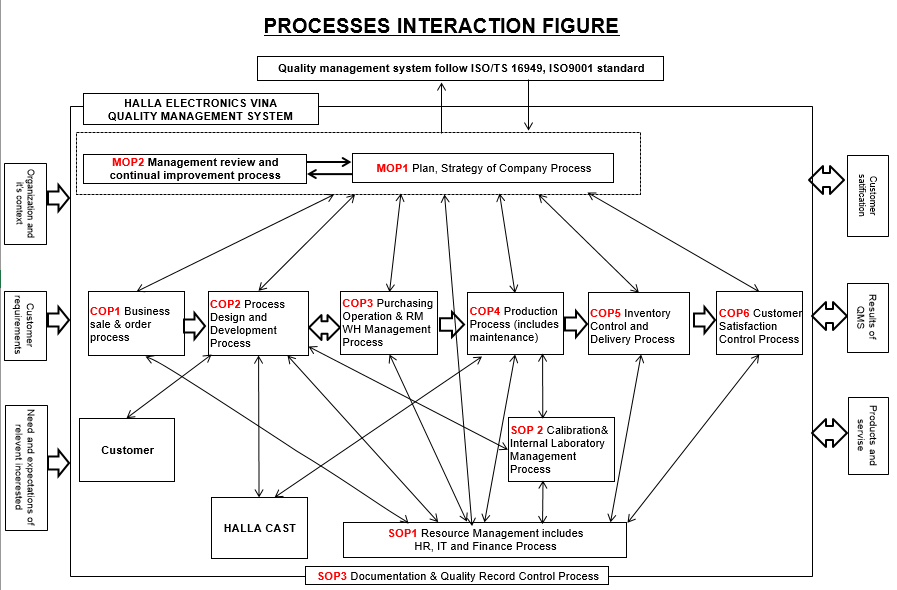 PROCESSES INTERACTION FIGURE
Quality management system follow ISO/TS 16949, ISO9001 standard
HALLA ELECTRONICS VINA
QUALITY MANAGEMENT SYSTEM
MOP2 Management review and
continual improvement process
MOP1 Plan, Strategy of Company Process
Organization and
it's context
Customer
satification
Customer
requirements
COP1 Business
sale & order
process
COP2 Process
Design and
Development
Process
COP3 Purchasing
Operation & RM
WH Management
Process
COP4 Production
Process (includes
maintenance)
COP5 Inventory
Control and
Delivery Process
COP6 Customer
Satisfaction
Control Process
Results of
QMS
Need and expectations of
relevent incerested
Customer
SOP 2 Calibration&
Internal Laboratory
Management
Process
Products and
servise
HALLA CAST
SOP1 Resource Management includes
HR, IT and Finance Process
SOP3 Documentation & Quality Record Control Process